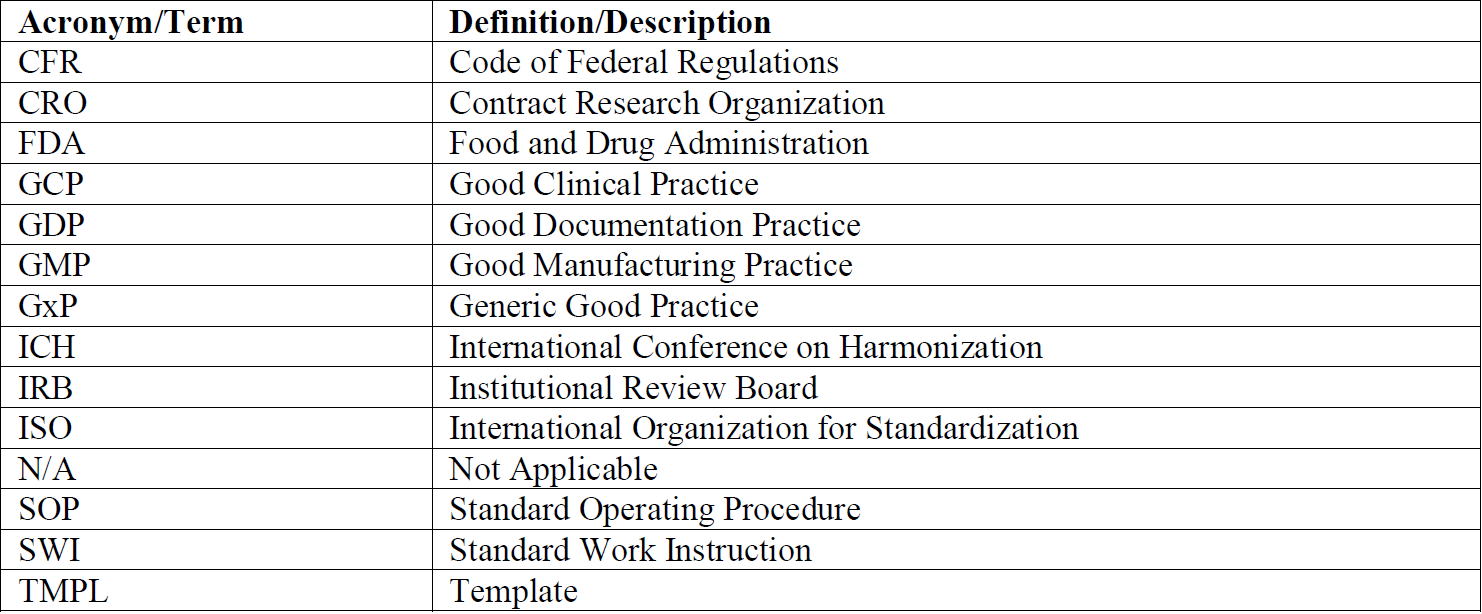 Acronym/Term Definition/Description
CFR Code of Federal Regulations
CRO Contract Research Organization
FDA Food and Drug Administration
GCP Good Clinical Practice
GDP Good Documentation Practice
GMP Good Manufacturing Practice
GxP Generic Good Practice
ICH International Conference on Harmonization
IRB Institutional Review Board
ISO International Organization for Standardization
N/A Not Applicable
SOP Standard Operating Procedure
SWI Standard Work Instruction
TMPL Template